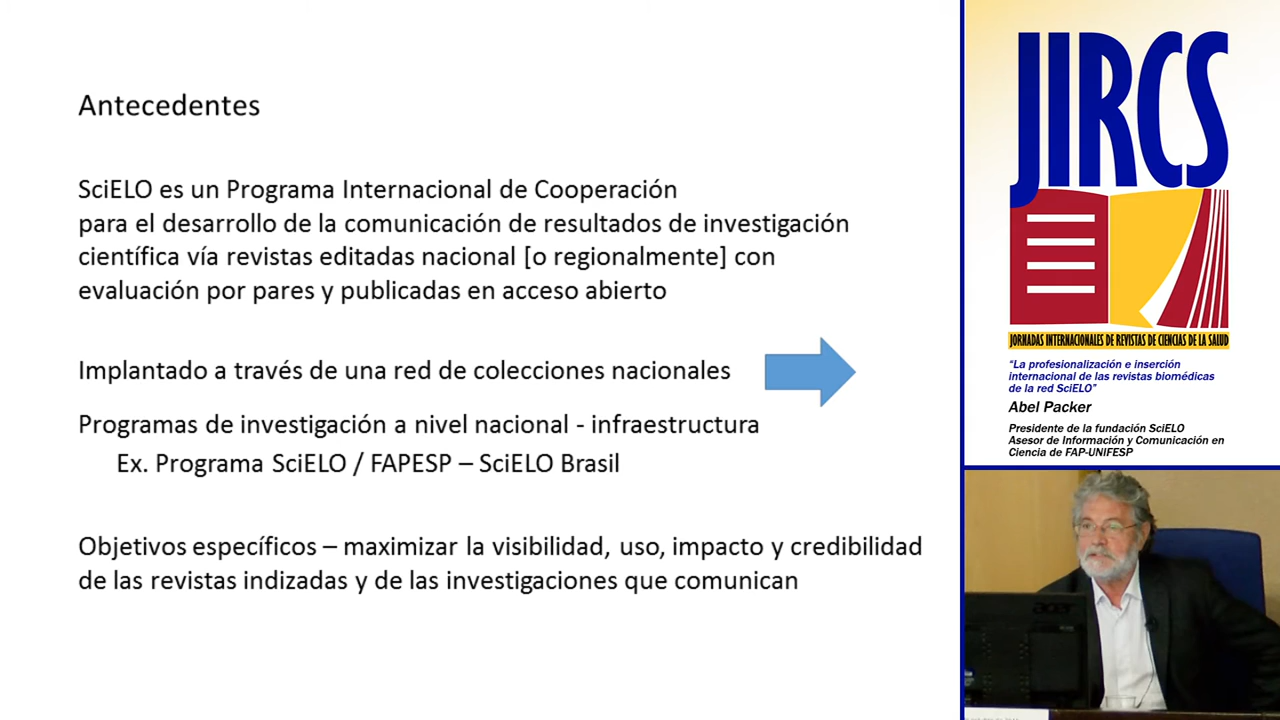 Antecedentes
SciELO es un Programa Internacional de Cooperación
para el desarrollo de la comunicación de resultados de investigación
científica vía revistas editadas nacional [o regionalmente] con
evaluación por pares y publicadas en acceso abierto
Implantado a través de una red de colecciones nacionales
Programas de investigación a nivel nacional - infraestructura
Ex. Programa SciELO / FAPESP – SciELO Brasil
Objetivos específicos – maximizar la visibilidad, uso, impacto y credibilidad
de las revistas indizadas y de las investigaciones que comunican
JIRCS
JORNADAS INTERNACIONALES DE REVISTAS DE CIENCIAS DE LA SALUD
"La profesionalización e inserción
internacional de las revistas biomédicas
de la red SciELO"
Abel Packer
Presidente de la fundación SciELO
Asesor de Información y Comunicación en
Ciencia de FAP-UNIFESP
acer